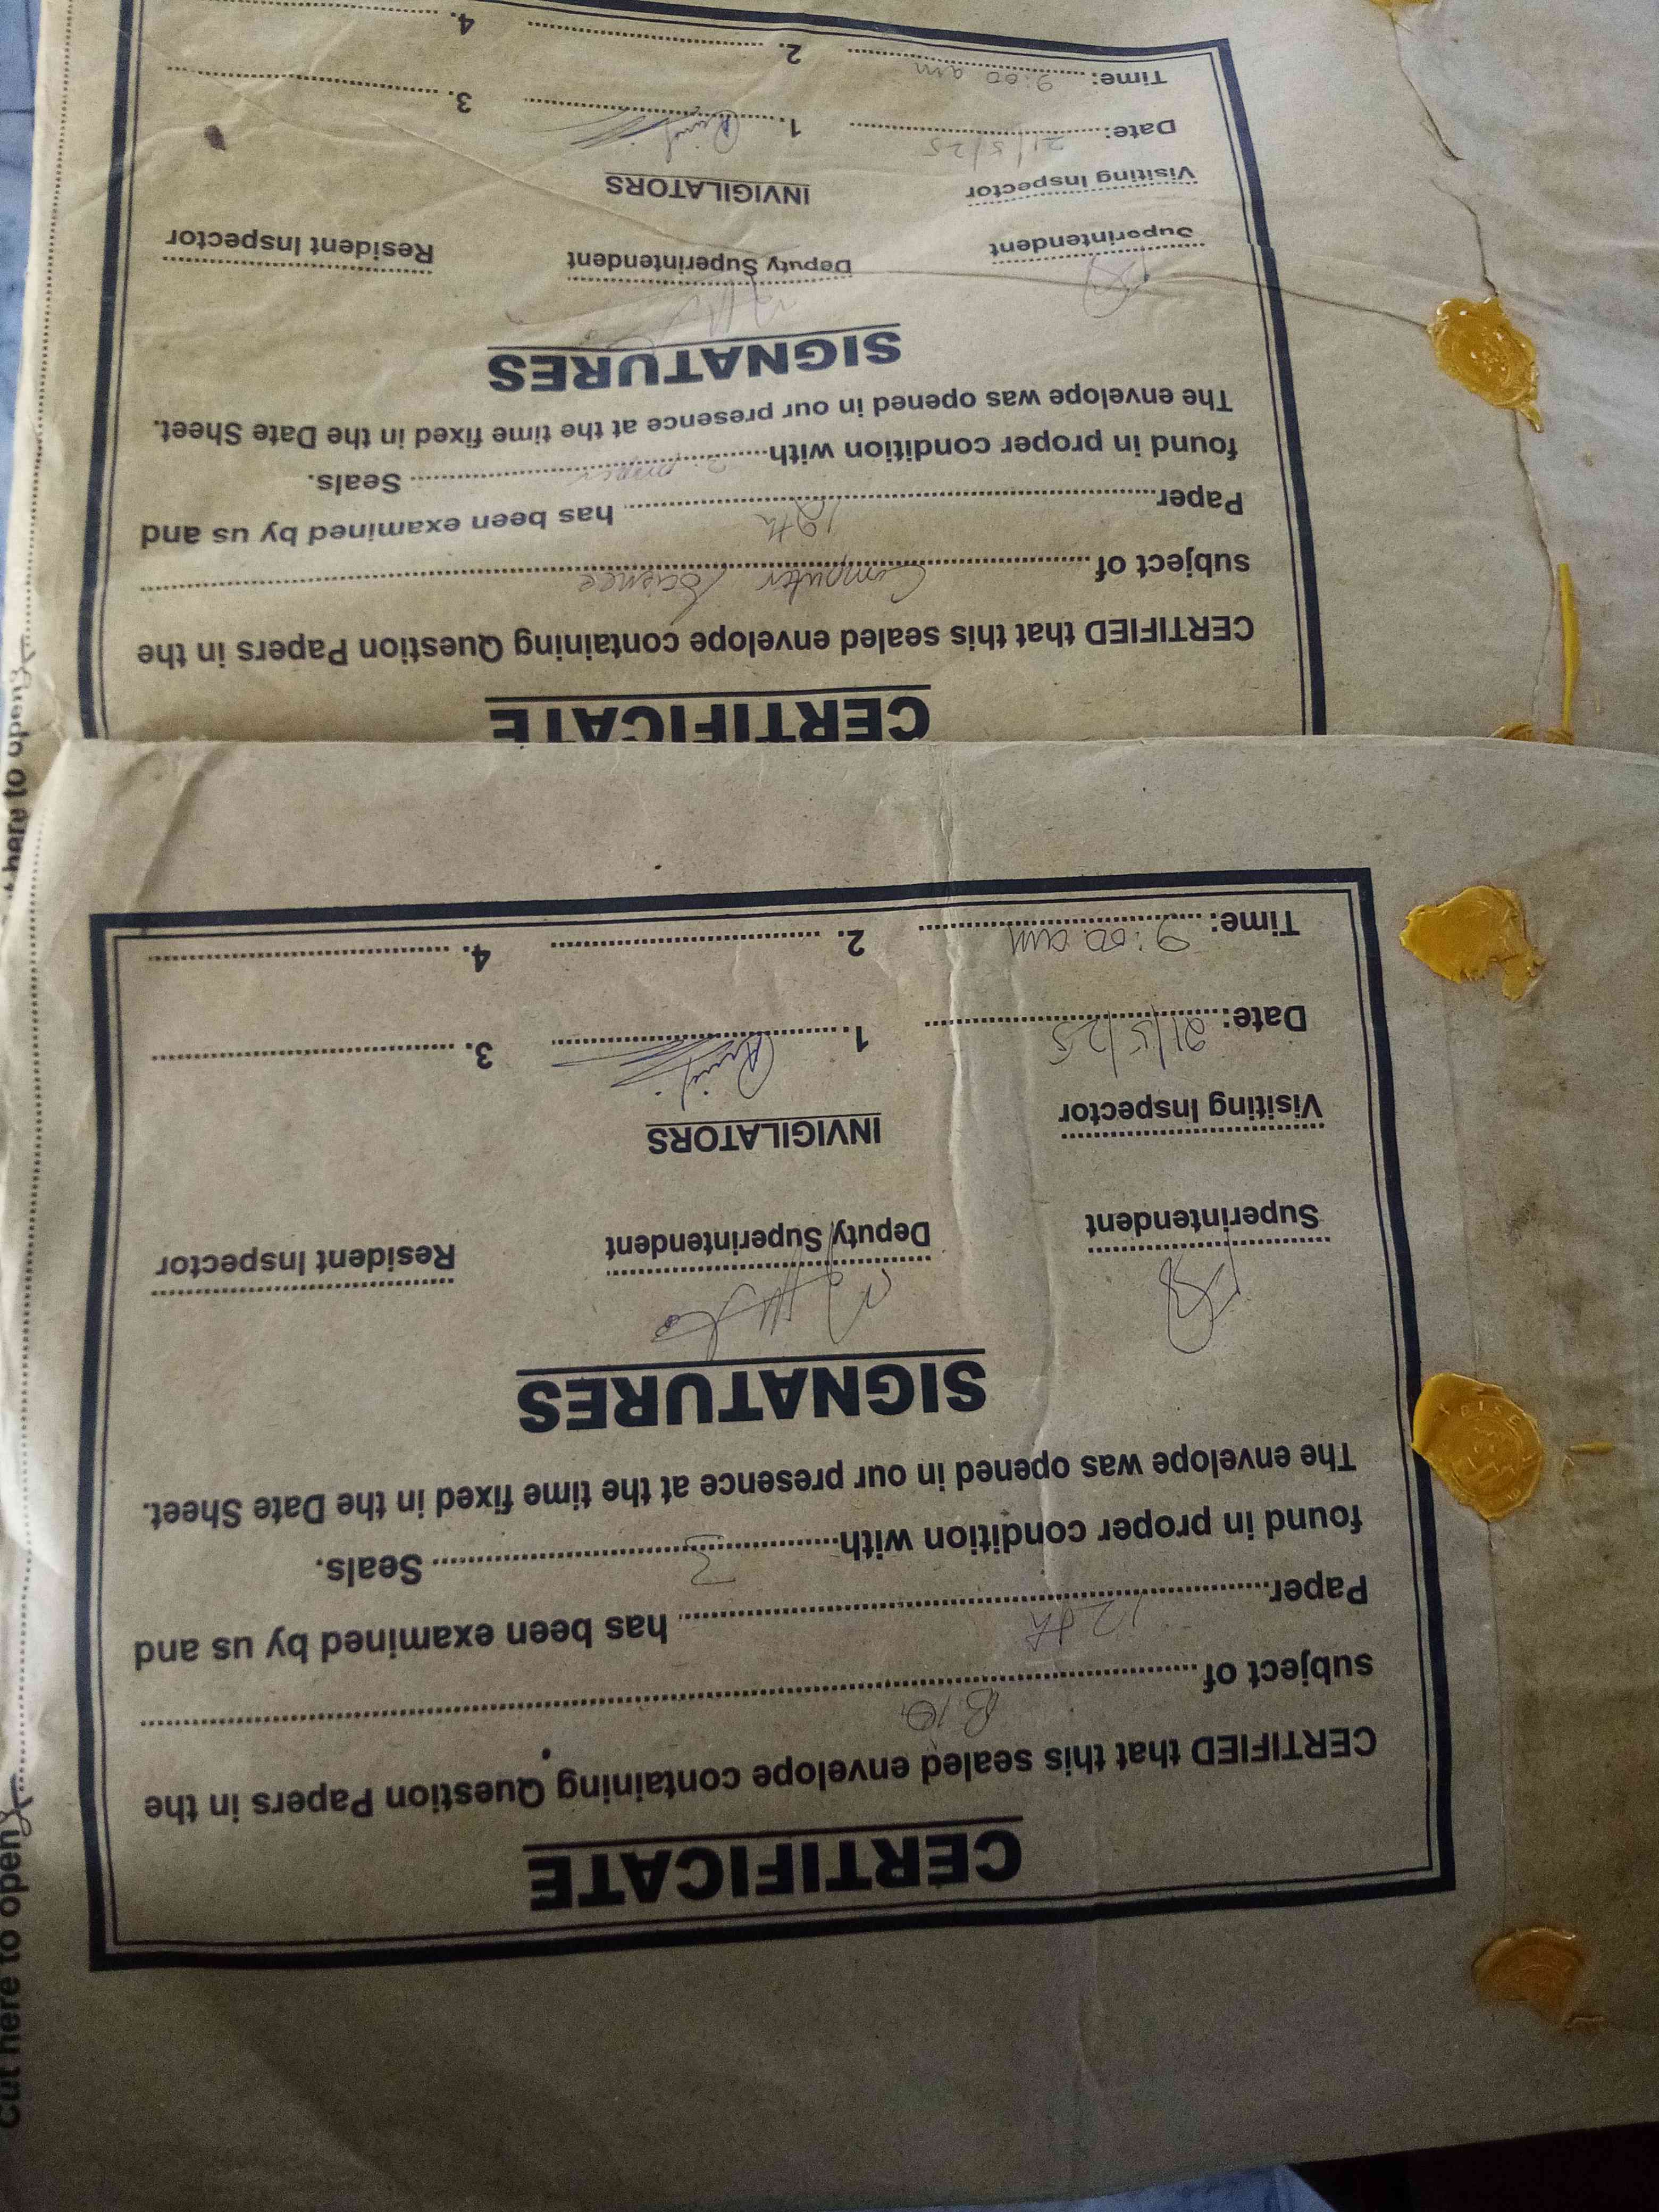 CERTIFICATE
CERTIFIED that this sealed envelope containing Question Papers in the
subject of Bio
Paper 12th has been examined by us and
found in proper condition with 3 Seals.
The envelope was opened in our presence at the time fixed in the Date Sheet.
SIGNATURES
Superintendent Deputy Superintendent Resident Inspector
Visiting Inspector INVIGILATORS
Date: 21/5/25 1. 3.
Time: 9:00 am 2. 4.
Cut here to open
CERTIFICATE
CERTIFIED that this sealed envelope containing Question Papers in the
subject of Computer Science
Paper 12th has been examined by us and
found in proper condition with Seals.
The envelope was opened in our presence at the time fixed in the Date Sheet.
SIGNATURES
Superintendent Deputy Superintendent Resident Inspector
Visiting Inspector INVIGILATORS
Date: 21/5/25 1. 3.
Time: 9:00 am 2. 4.
here to open